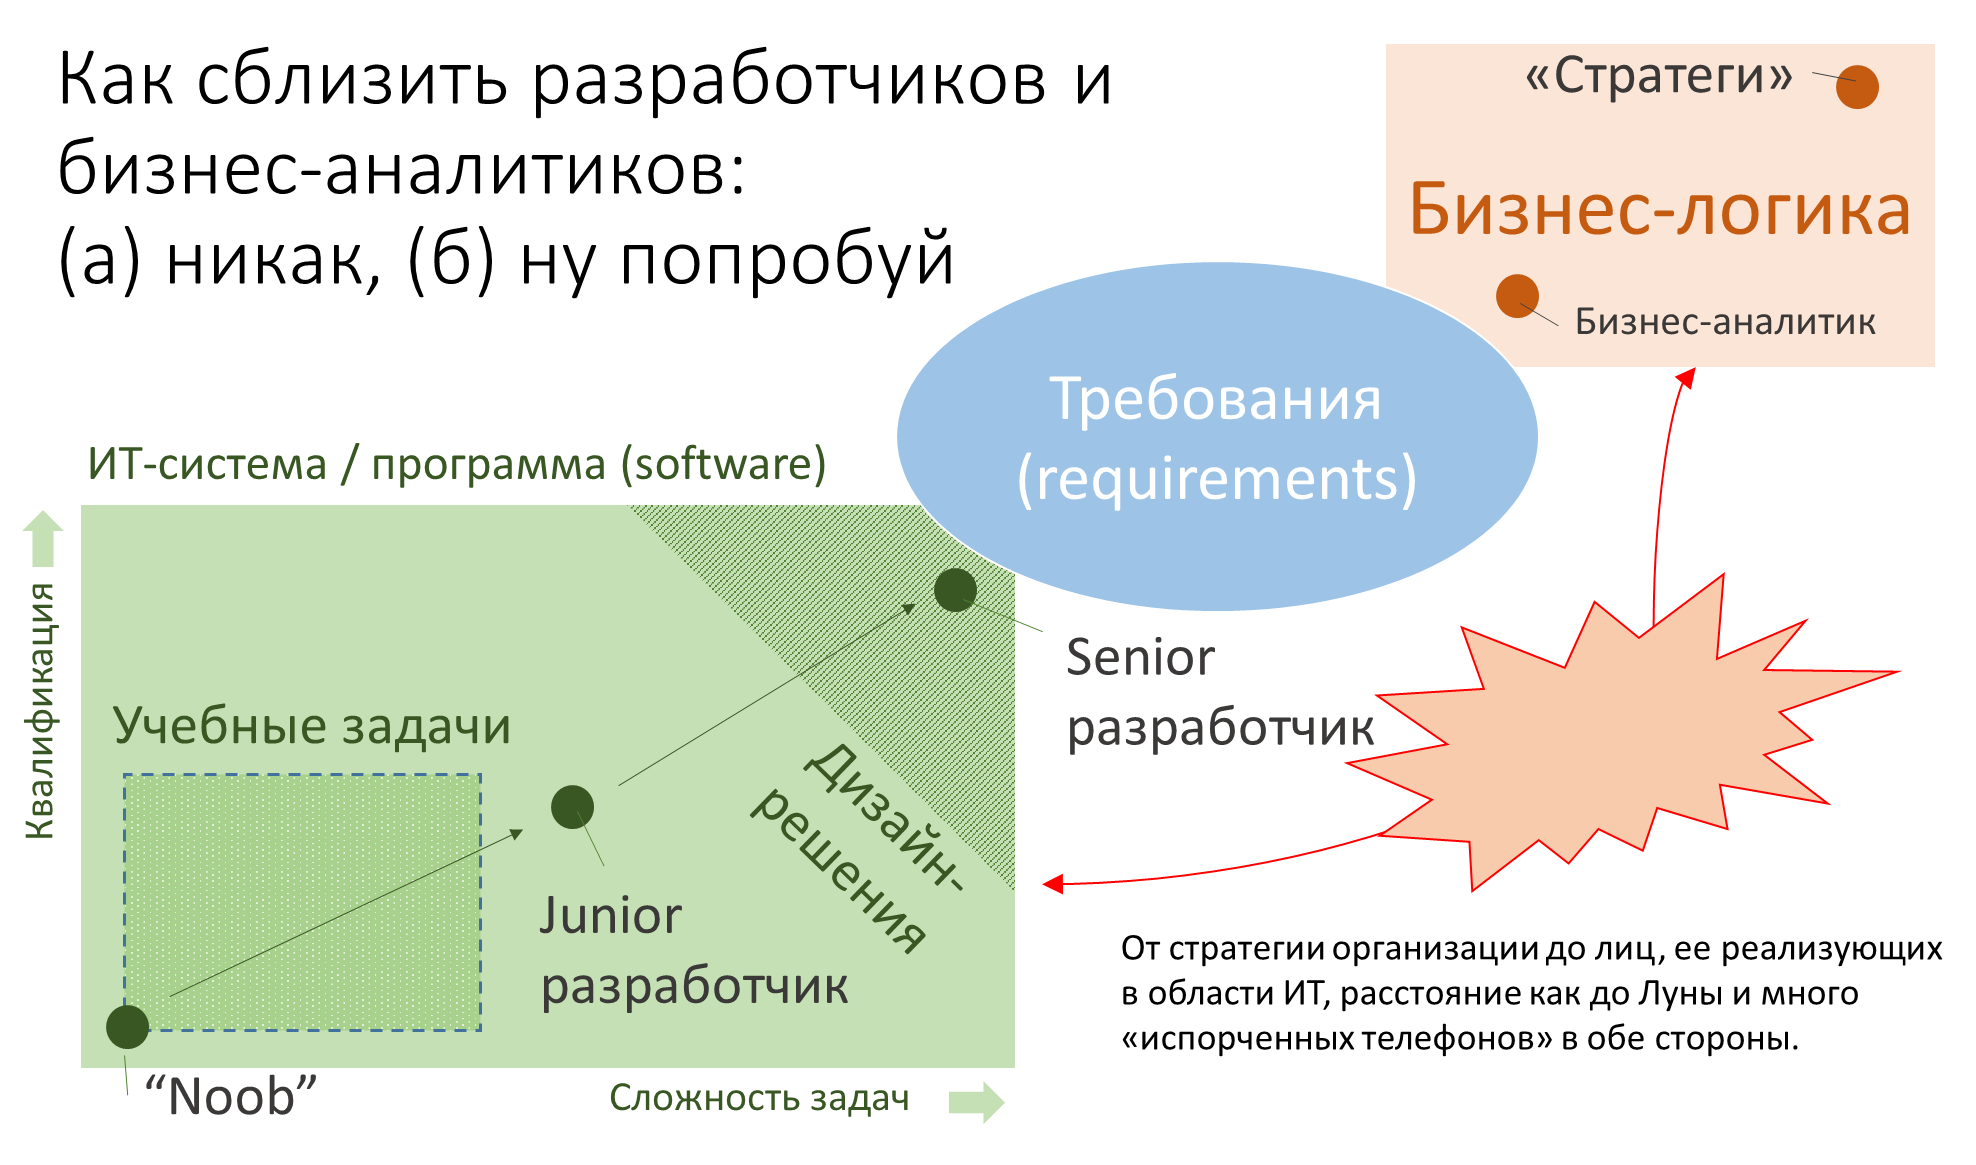 Как сблизить разработчиков и
бизнес-аналитиков:
(а) никак, (б) ну попробуй
«Стратеги»
Бизнес-логика
Бизнес-аналитик
Требования
(requirements)
ИТ-система / программа (software)
Квалификация
Учебные задачи
Senior
разработчик
Дизайн-
решения
Junior
разработчик
“Noob”
Сложность задач
От стратегии организации до лиц, ее реализующих
в области ИТ, расстояние как до Луны и много
«испорченных телефонов» в обе стороны.